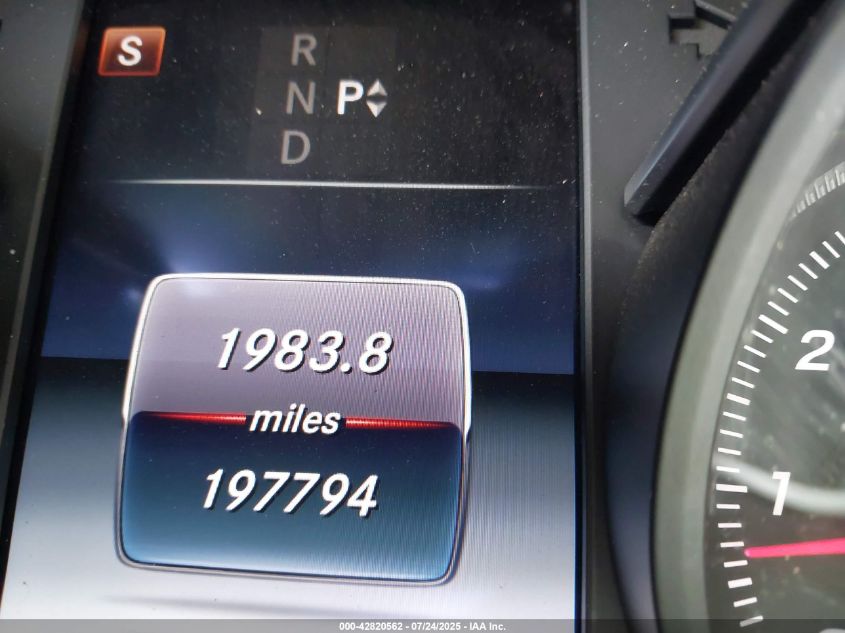 S
R
N P
D
1983.8
miles
197794
2
1
000-42820562 - 07/24/2025 - IAA Inc.